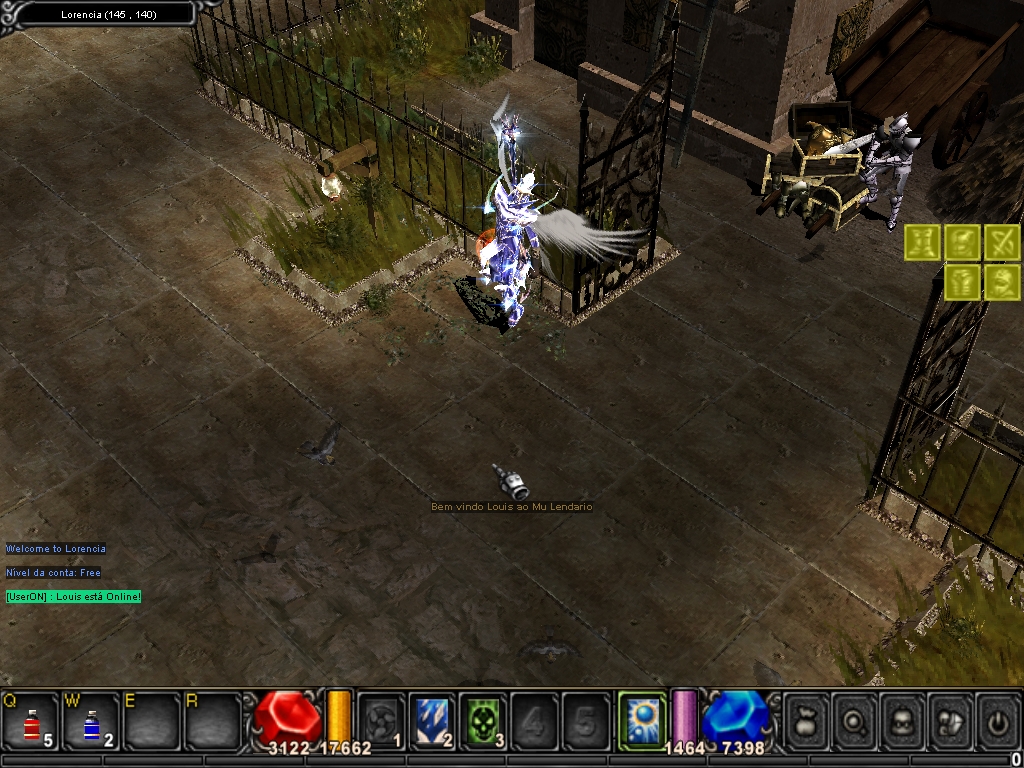 Lorencia (145 , 140)
Bem vindo Louis ao Mu Lendario
Welcome to Lorencia
Nível da conta: Free
[UserON] : Louis está Online!
Q W E R
5 2 3122 17662 1 2 3 4 5 1464 7398
0